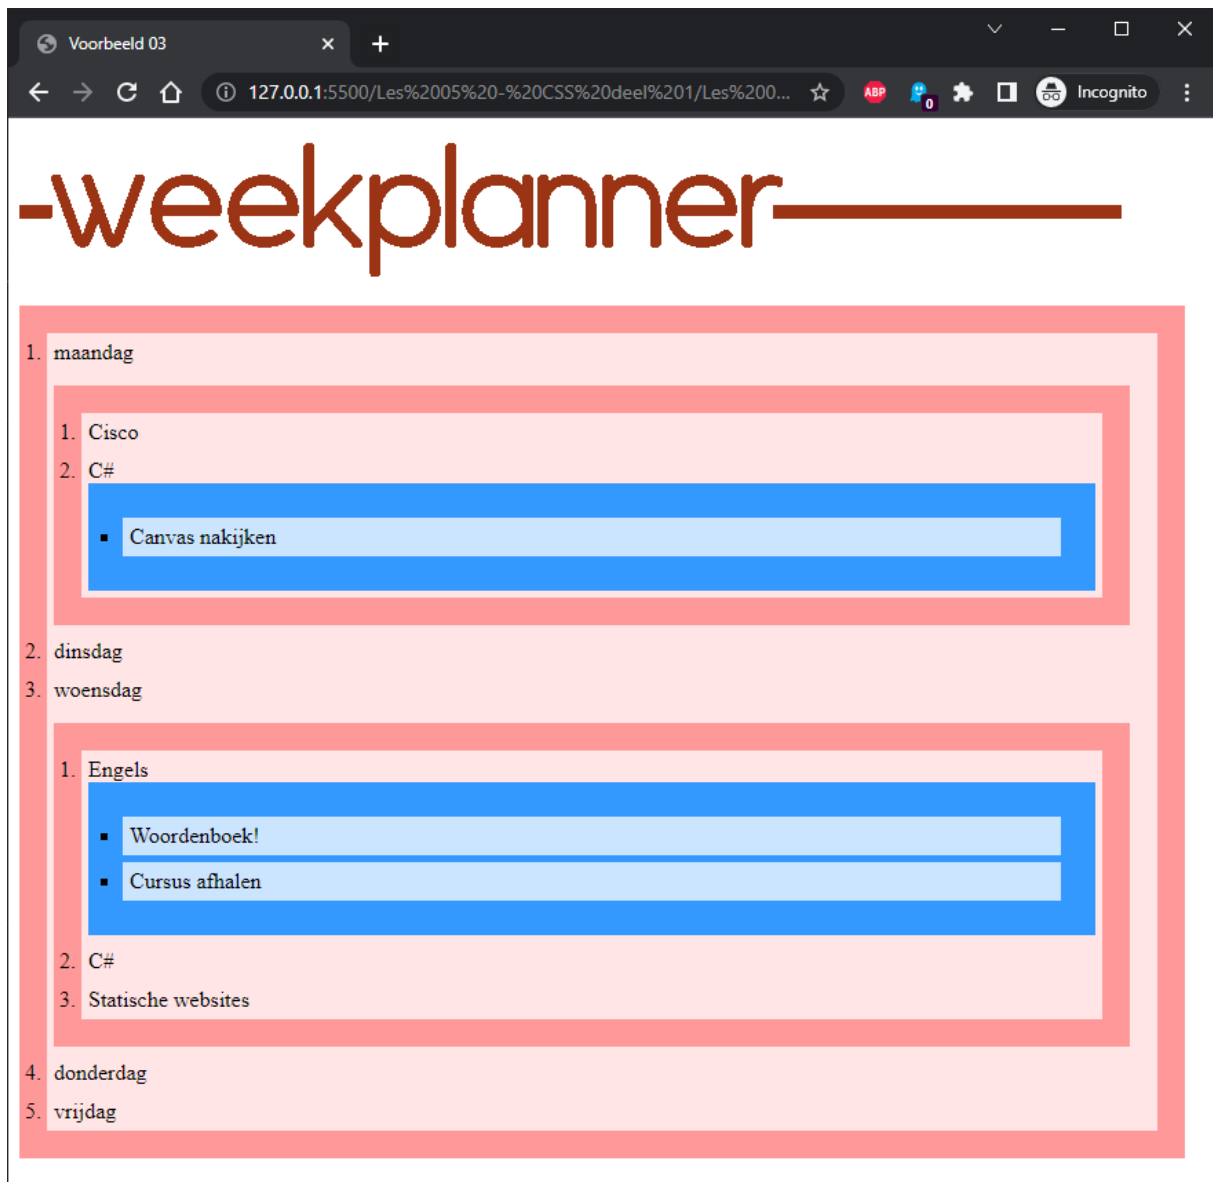 Voorbeeld 03
127.0.0.1:5500/Les%2005%20-%20CSS%20deel%201/Les%200...
ABP
0
Incognito
weekplanner
1. maandag
1. Cisco
2. C#
▪ Canvas nakijken
2. dinsdag
3. woensdag
1. Engels
▪ Woordenboek!
▪ Cursus afhalen
2. C#
3. Statische websites
4. donderdag
5. vrijdag